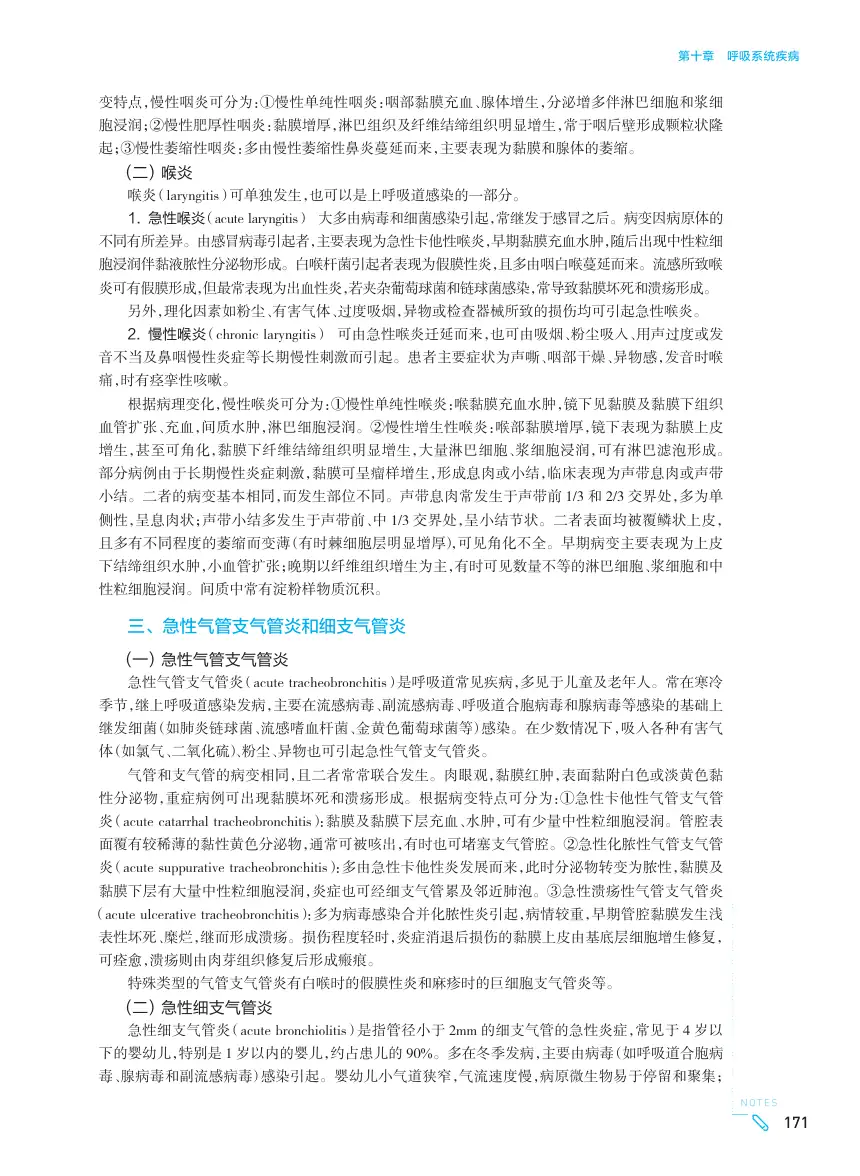 第十章 呼吸系统疾病
变特点,慢性咽炎可分为:①慢性单纯性咽炎:咽部黏膜充血、腺体增生,分泌增多伴淋巴细胞和浆细
胞浸润;②慢性肥厚性咽炎:黏膜增厚,淋巴组织及纤维结缔组织明显增生,常于咽后壁形成颗粒状隆
起;③慢性萎缩性咽炎:多由慢性萎缩性鼻炎蔓延而来,主要表现为黏膜和腺体的萎缩。
(二)喉炎
喉炎(laryngitis)可单独发生,也可以是上呼吸道感染的一部分。
1. 急性喉炎(acute laryngitis) 大多由病毒和细菌感染引起,常继发于感冒之后。病变因病原体的
不同有所差异。由感冒病毒引起者,主要表现为急性卡他性喉炎,早期黏膜充血水肿,随后出现中性粒细
胞浸润伴黏液脓性分泌物形成。白喉杆菌引起者表现为假膜性炎,且多由咽白喉蔓延而来。流感所致喉
炎可有假膜形成,但最常表现为出血性炎,若夹杂葡萄球菌和链球菌感染,常导致黏膜坏死和溃疡形成。
另外,理化因素如粉尘、有害气体、过度吸烟,异物或检查器械所致的损伤均可引起急性喉炎。
2. 慢性喉炎(chronic laryngitis) 可由急性喉炎迁延而来,也可由吸烟、粉尘吸入、用声过度或发
音不当及鼻咽慢性炎症等长期慢性刺激而引起。患者主要症状为声嘶、咽部干燥、异物感,发音时喉
痛,时有痉挛性咳嗽。
根据病理变化,慢性喉炎可分为:①慢性单纯性喉炎:喉黏膜充血水肿,镜下见黏膜及黏膜下组织
血管扩张、充血,间质水肿,淋巴细胞浸润。②慢性增生性喉炎:喉部黏膜增厚,镜下表现为黏膜上皮
增生,甚至可角化,黏膜下纤维结缔组织明显增生,大量淋巴细胞、浆细胞浸润,可有淋巴滤泡形成。
部分病例由于长期慢性炎症刺激,黏膜可呈瘤样增生,形成息肉或小结,临床表现为声带息肉或声带
小结。二者的病变基本相同,而发生部位不同。声带息肉常发生于声带前 1/3 和 2/3 交界处,多为单
侧性,呈息肉状;声带小结多发生于声带前、中 1/3 交界处,呈小结节状。二者表面均被覆鳞状上皮,
且多有不同程度的萎缩而变薄(有时棘细胞层明显增厚),可见角化不全。早期病变主要表现为上皮
下结缔组织水肿,小血管扩张;晚期以纤维组织增生为主,有时可见数量不等的淋巴细胞、浆细胞和中
性粒细胞浸润。间质中常有淀粉样物质沉积。
三、急性气管支气管炎和细支气管炎
(一)急性气管支气管炎
急性气管支气管炎(acute tracheobronchitis)是呼吸道常见疾病,多见于儿童及老年人。常在寒冷
季节,继上呼吸道感染发病,主要在流感病毒、副流感病毒、呼吸道合胞病毒和腺病毒等感染的基础上
继发细菌(如肺炎链球菌、流感嗜血杆菌、金黄色葡萄球菌等)感染。在少数情况下,吸入各种有害气
体(如氯气、二氧化硫)、粉尘、异物也可引起急性气管支气管炎。
气管和支气管的病变相同,且二者常常联合发生。肉眼观,黏膜红肿,表面黏附白色或淡黄色黏
性分泌物,重症病例可出现黏膜坏死和溃疡形成。根据病变特点可分为:①急性卡他性气管支气管
炎(acute catarrhal tracheobronchitis):黏膜及黏膜下层充血、水肿,可有少量中性粒细胞浸润。管腔表
面覆有较稀薄的黏性黄色分泌物,通常可被咳出,有时也可堵塞支气管腔。②急性化脓性气管支气管
炎(acute suppurative tracheobronchitis):多由急性卡他性炎发展而来,此时分泌物转变为脓性,黏膜及
黏膜下层有大量中性粒细胞浸润,炎症也可经细支气管累及邻近肺泡。③急性溃疡性气管支气管炎
(acute ulcerative tracheobronchitis):多为病毒感染合并化脓性炎引起,病情较重,早期管腔黏膜发生浅
表性坏死、糜烂,继而形成溃疡。损伤程度轻时,炎症消退后损伤的黏膜上皮由基底层细胞增生修复,
可痊愈,溃疡则由肉芽组织修复后形成瘢痕。
特殊类型的气管支气管炎有白喉时的假膜性炎和麻疹时的巨细胞支气管炎等。
(二)急性细支气管炎
急性细支气管炎(acute bronchiolitis)是指管径小于 2mm 的细支气管的急性炎症,常见于 4 岁以
下的婴幼儿,特别是 1 岁以内的婴儿,约占患儿的 90%。多在冬季发病,主要由病毒(如呼吸道合胞病
毒、腺病毒和副流感病毒)感染引起。婴幼儿小气道狭窄,气流速度慢,病原微生物易于停留和聚集;
NOTES
171